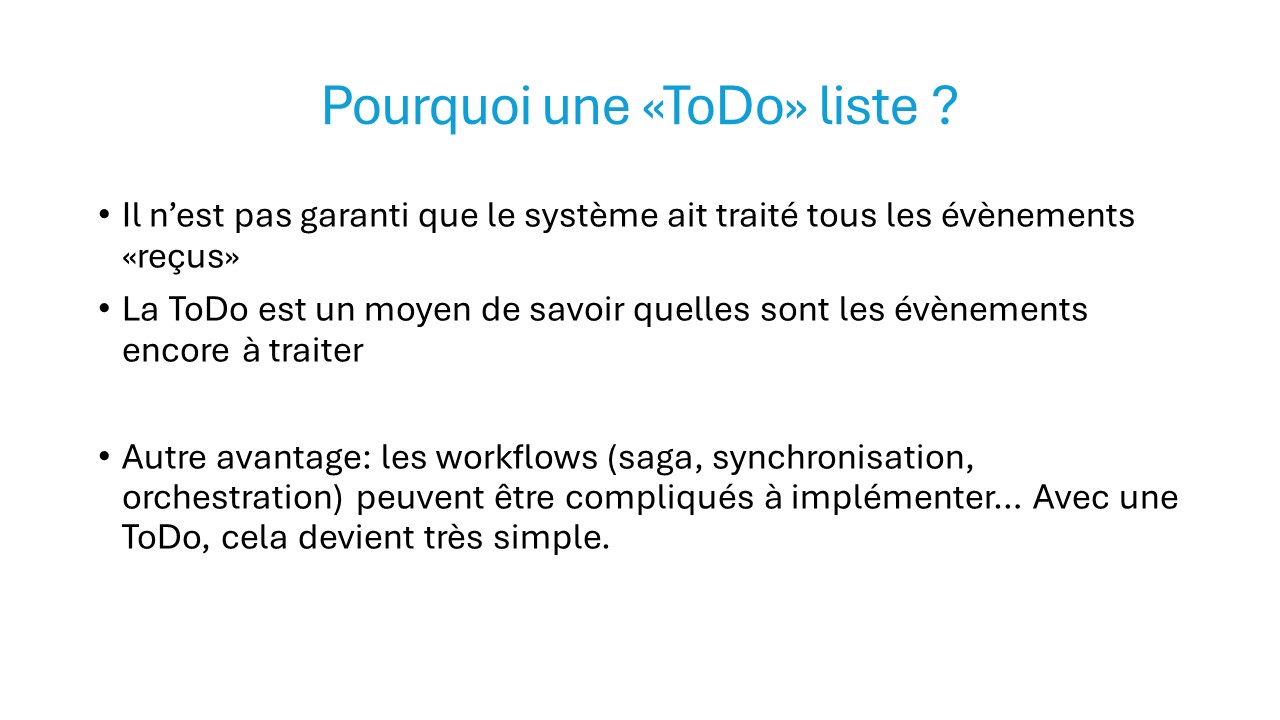 Pourquoi une «ToDo» liste ?
• Il n’est pas garanti que le système ait traité tous les évènements
«reçus»
• La ToDo est un moyen de savoir quelles sont les évènements
encore à traiter
• Autre avantage: les workflows (saga, synchronisation,
orchestration) peuvent être compliqués à implémenter... Avec une
ToDo, cela devient très simple.